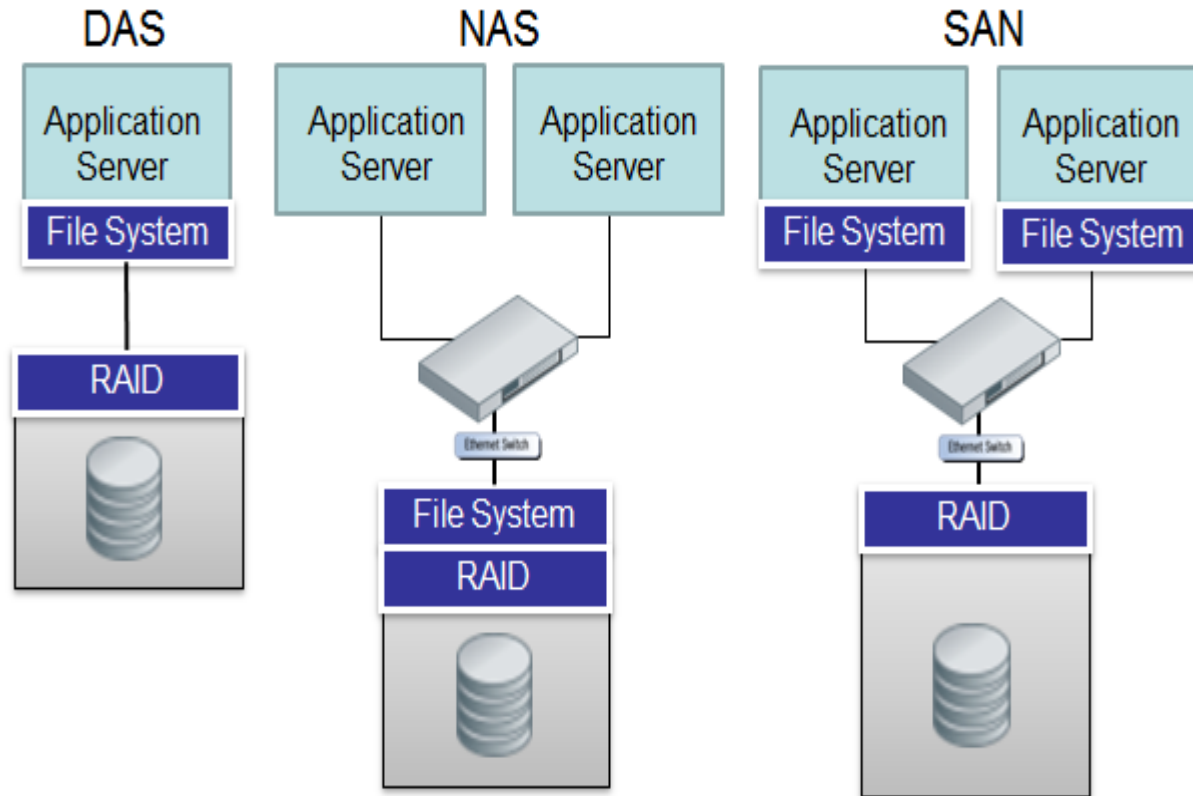 DAS
Application
Server
File System
RAID
NAS
Application
Server
Application
Server
Ethernet Switch
File System
RAID
SAN
Application
Server
File System
Application
Server
File System
Ethernet Switch
RAID